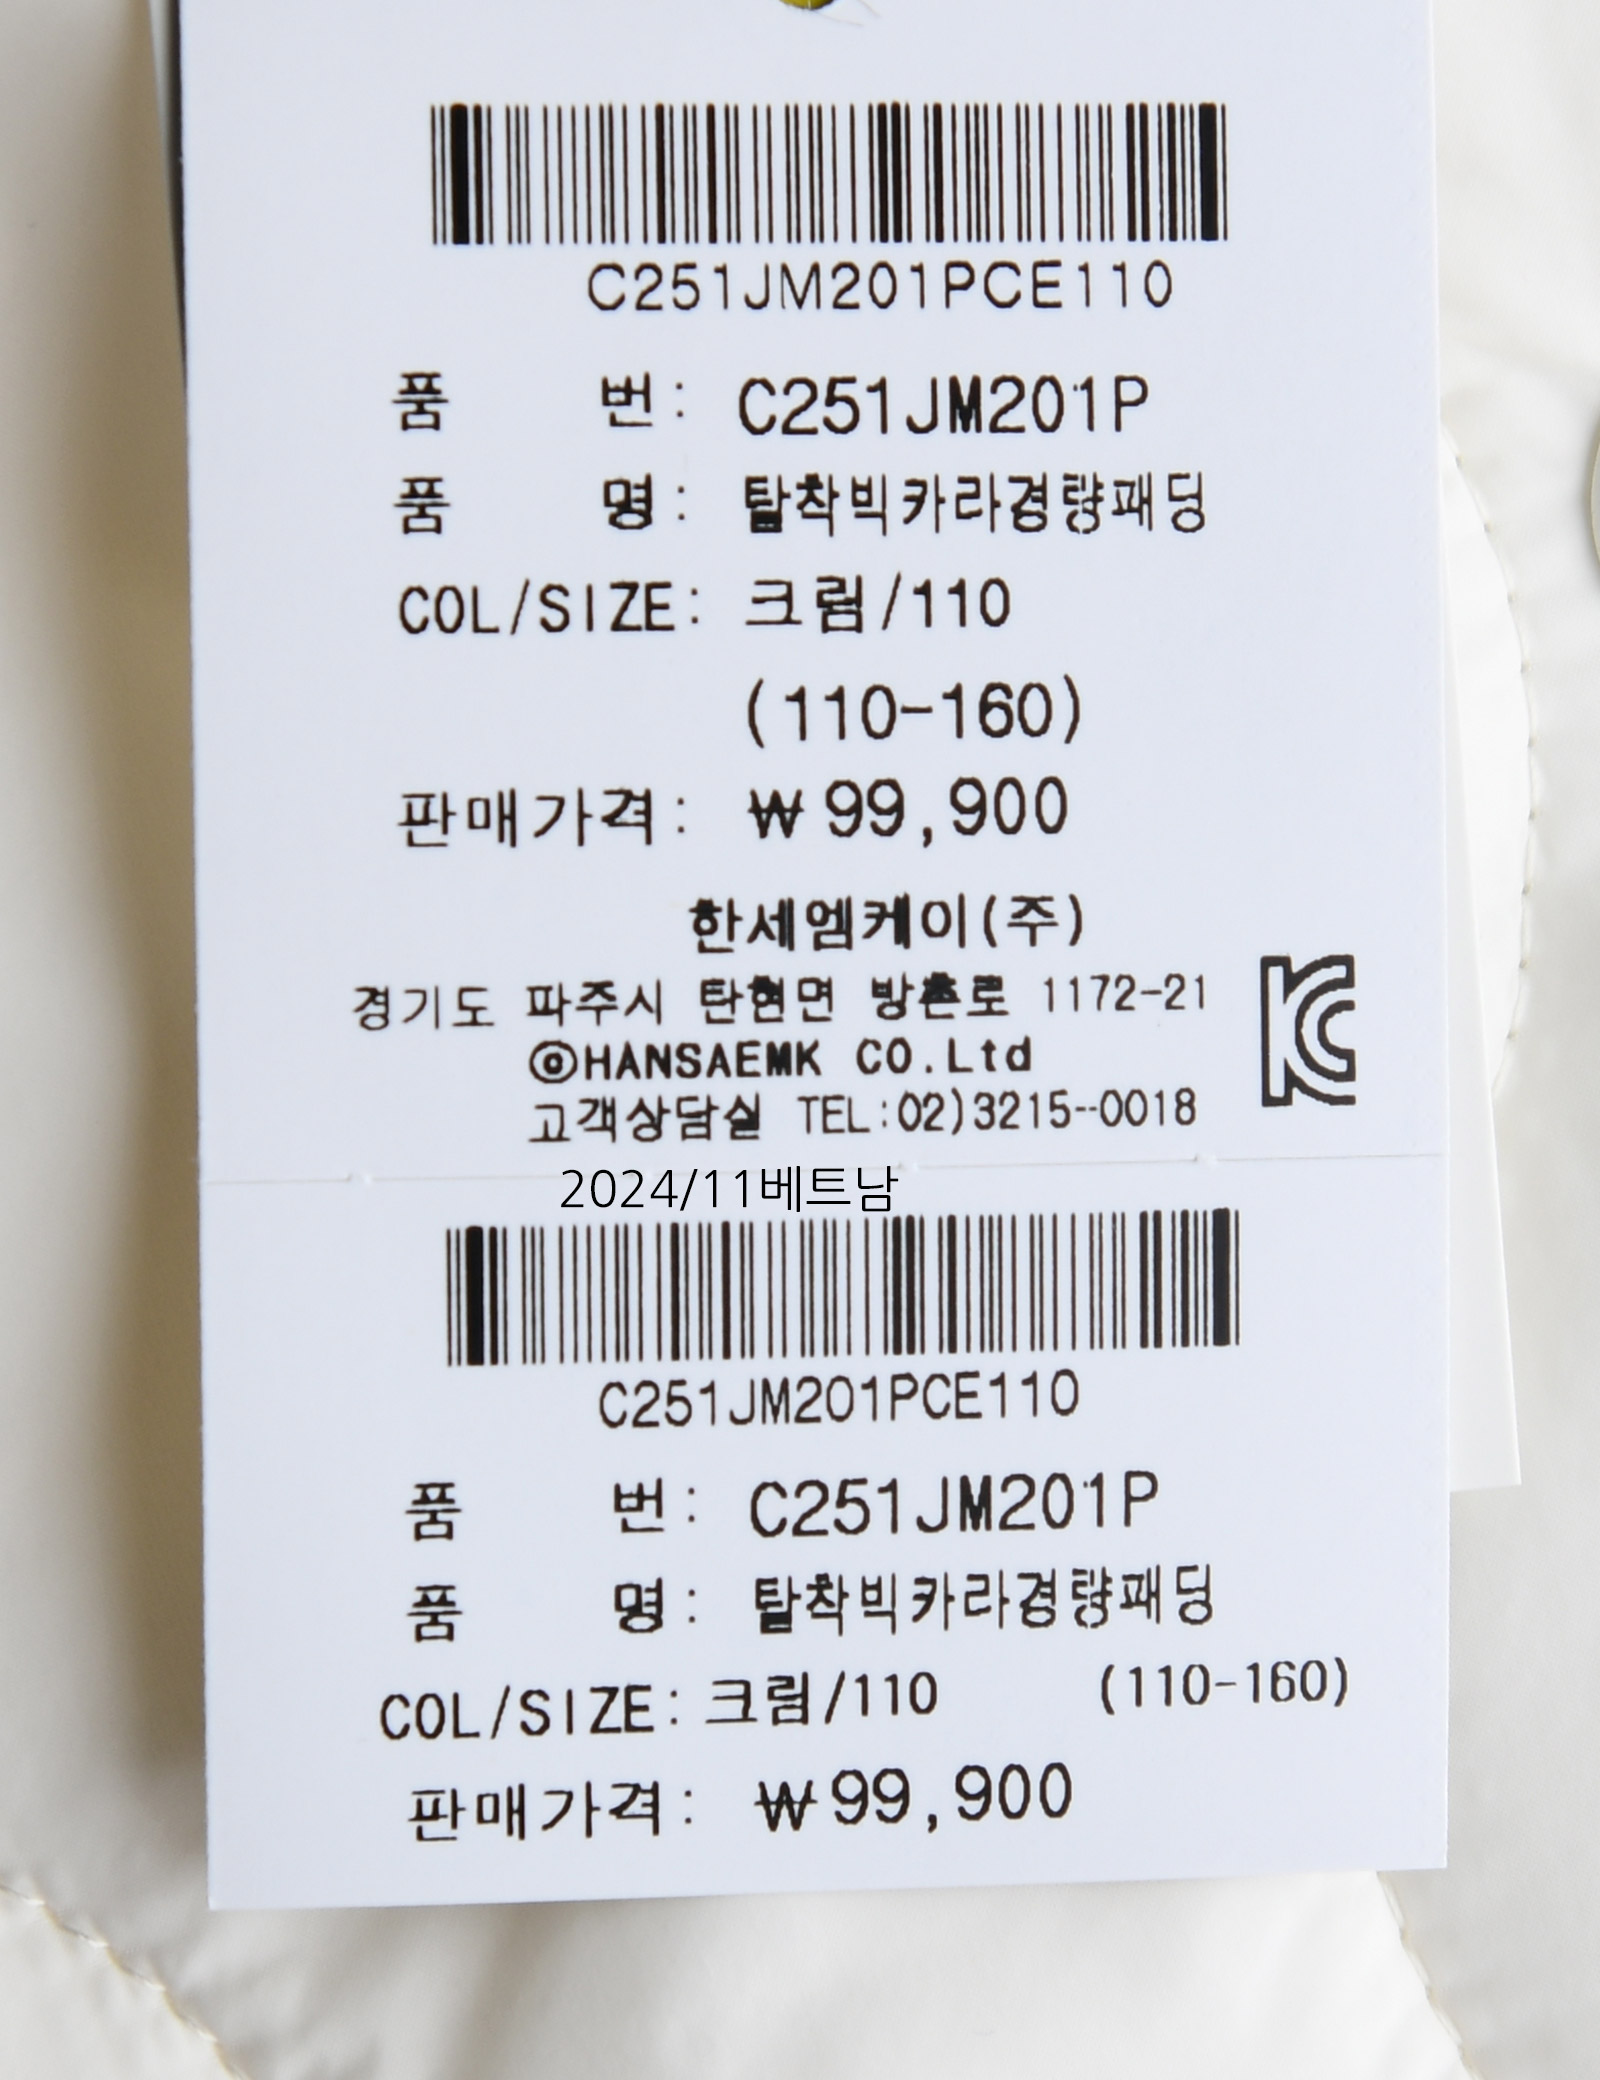 C251JM201PCE110
품 번: C251JM201P
품 명: 탈착빅카라경량패딩
COL/SIZE: 크림/110
(110-160)
판매가격: ₩99,900
한세엠케이(주)
경기도 파주시 탄현면 방촌로 1172-21
ⓒHANSAEMK CO.Ltd
고객상담실 TEL:02)3215--0018
KC
2024/11베트남
C251JM201PCE110
품 번: C251JM201P
품 명: 탈착빅카라경량패딩
COL/SIZE: 크림/110 (110-160)
판매가격: ₩99,900